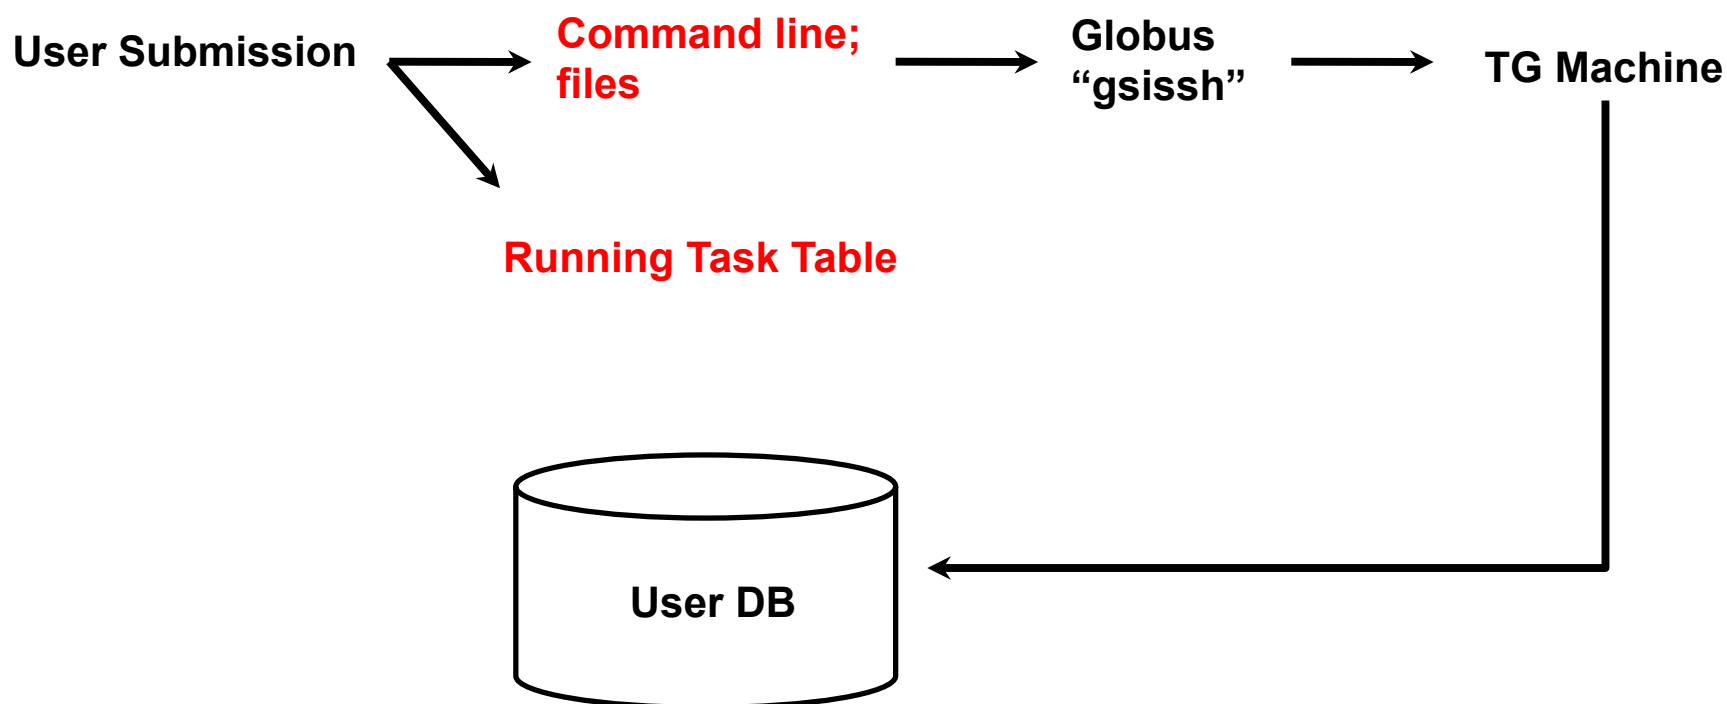 User Submission
Command line;
files
Globus
“gsissh”
TG Machine
Running Task Table
User DB